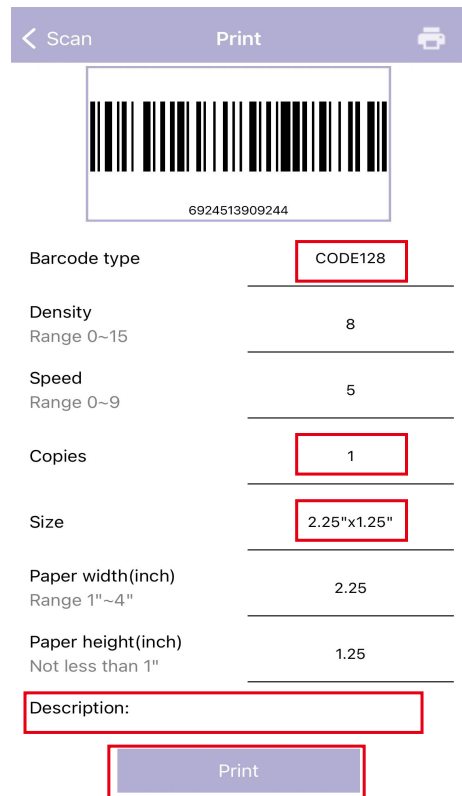 Scan Print
6924513909244
Barcode type CODE128
Density
Range 0~15
8
Speed
Range 0~9
5
Copies 1
Size 2.25"x1.25"
Paper width(inch)
Range 1"~4"
2.25
Paper height(inch)
Not less than 1"
1.25
Description:
Print